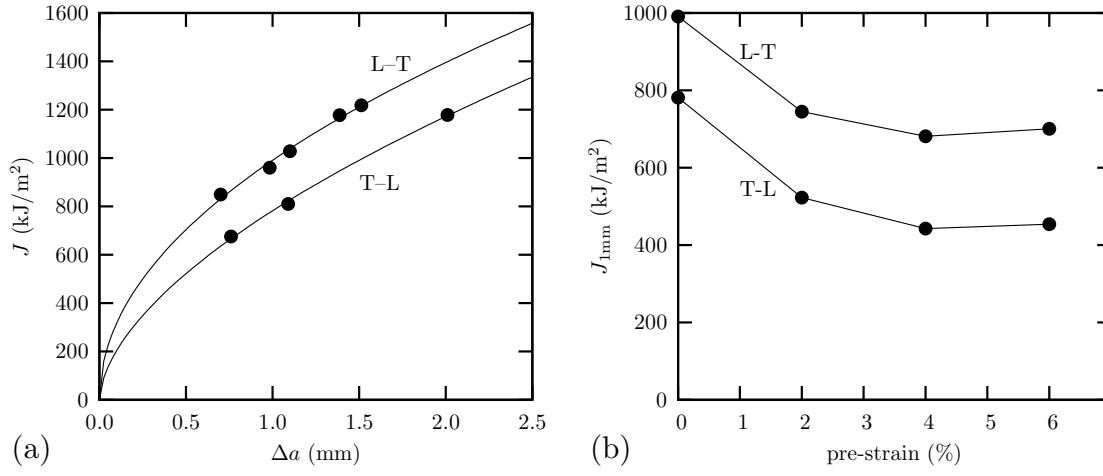 1600
1400
1200
1000
800
600
400
200
0
0.0 0.5 1.0 1.5 2.0 2.5
J (kJ/m²)
Δa (mm)
L–T
T–L
(a)
1000
800
600
400
200
0
0 1 2 3 4 5 6
J1mm (kJ/m²)
pre-strain (%)
L-T
T-L
(b)